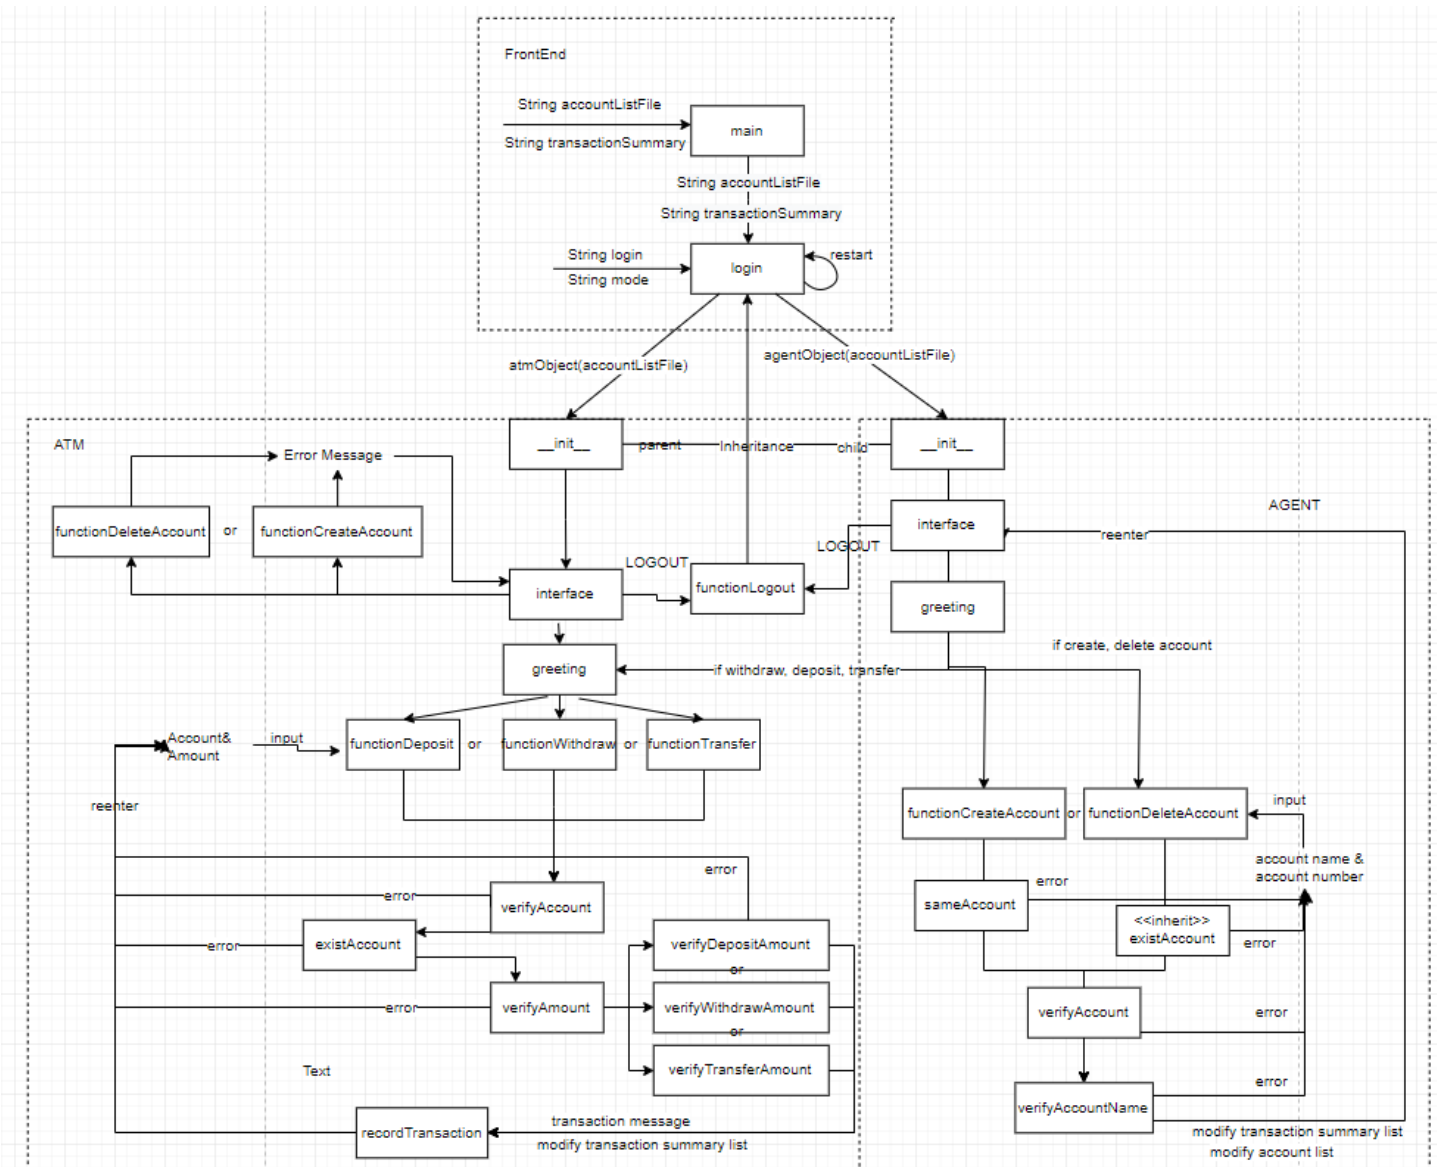 FrontEnd
String accountListFile
main
String transactionSummary
String accountListFile
String transactionSummary
String login
restart
login
String mode
atmObject(accountListFile)
agentObject(accountListFile)
ATM
__init__
parent
Inheritance
child
__init__
Error Message
AGENT
functionDeleteAccount
or
functionCreateAccount
interface
reenter
LOGOUT
LOGOUT
interface
functionLogout
greeting
if create, delete account
greeting
if withdraw, deposit, transfer
Account&
Amount
input
functionDeposit
or
functionWithdraw
or
functionTransfer
reenter
input
functionCreateAccount
or
functionDeleteAccount
error
account name &
account number
error
error
verifyAccount
sameAccount
<<inherit>>
existAccount
error
error
existAccount
verifyDepositAmount
or
error
verifyAmount
verifyWithdrawAmount
or
verifyAccount
error
Text
verifyTransferAmount
error
verifyAccountName
transaction message
recordTransaction
modify transaction summary list
modify transaction summary list
modify account list